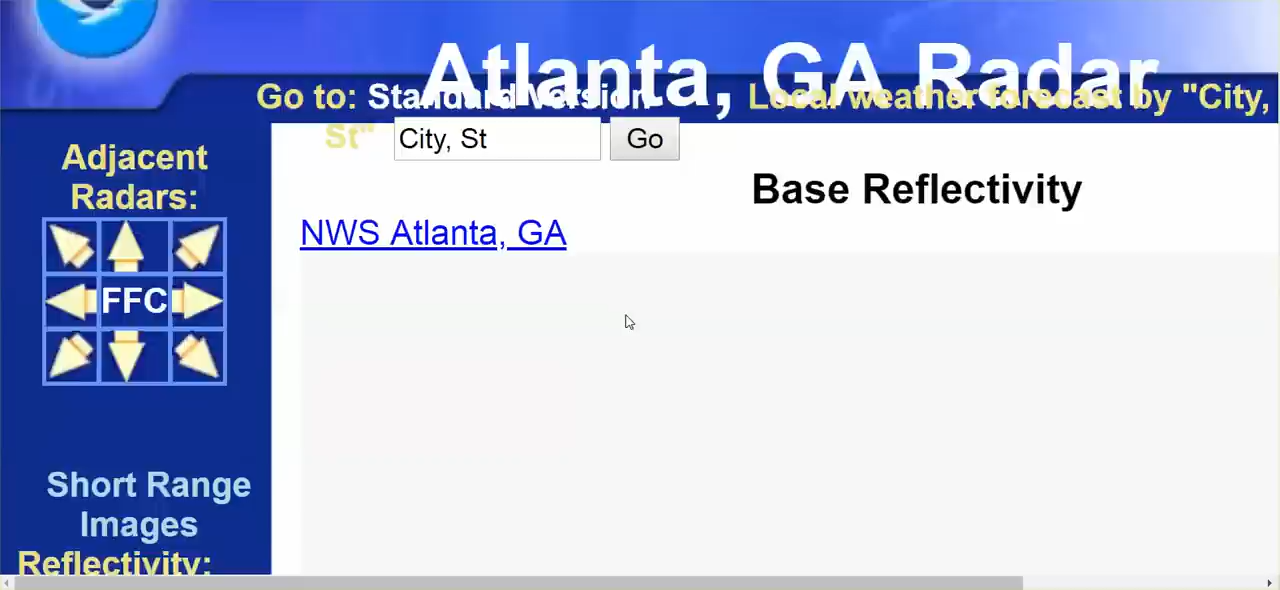 Atlanta, GA Radar
Go to: Standard Version Local weather forecast by "City,
St" City, St Go
Adjacent
Radars:
FFC
Base Reflectivity
NWS Atlanta, GA
Short Range
Images
Reflectivity: